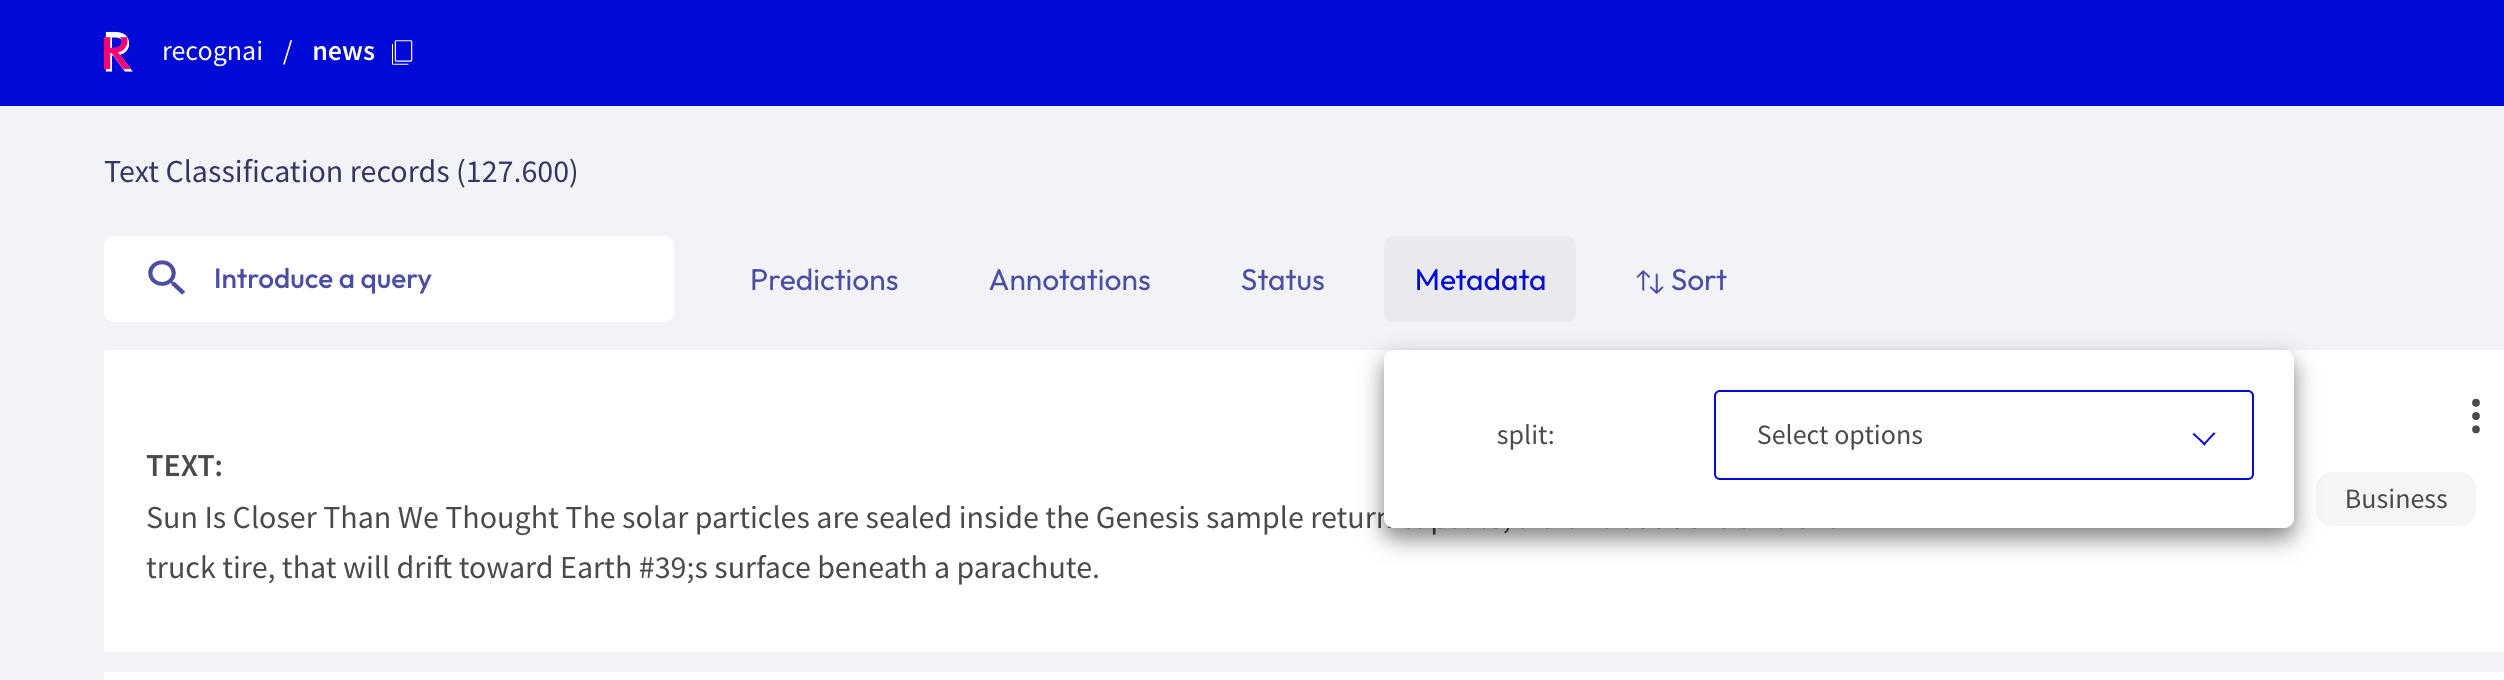 recognai / news
Text Classification records (127.600)
Introduce a query
Predictions Annotations Status Metadata Sort
split: Select options
TEXT:
Business
Sun Is Closer Than We Thought The solar particles are sealed inside the Genesis sample return
truck tire, that will drift toward Earth #39;s surface beneath a parachute.